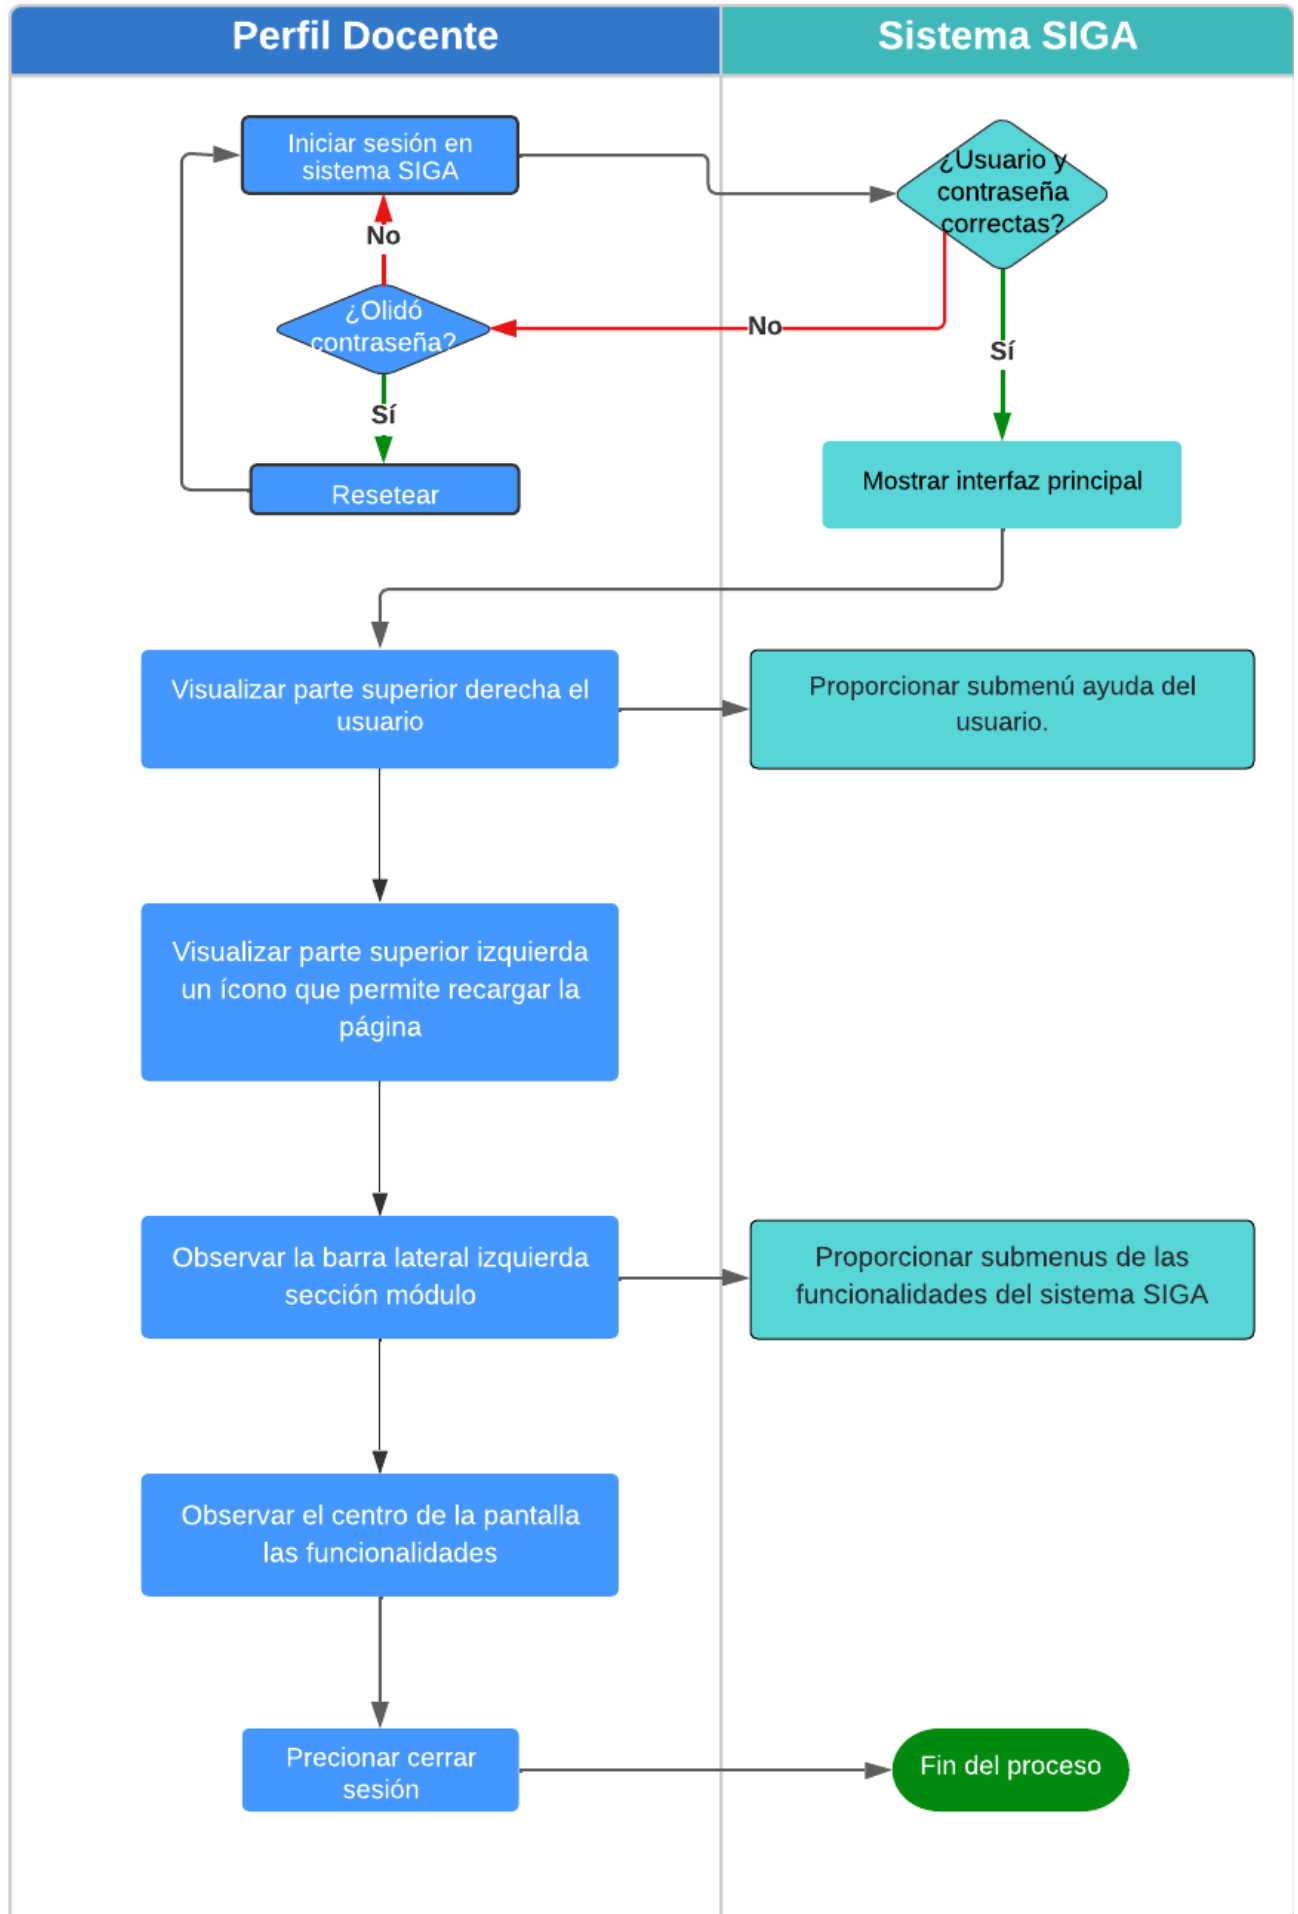 Perfil Docente
Sistema SIGA
Iniciar sesión en
sistema SIGA
¿Usuario y
contraseña
correctas?
No
¿Olidó
contraseña?
No
Sí
Sí
Resetear
Mostrar interfaz principal
Visualizar parte superior derecha el
usuario
Proporcionar submenú ayuda del
usuario.
Visualizar parte superior izquierda
un ícono que permite recargar la
página
Observar la barra lateral izquierda
sección módulo
Proporcionar submenus de las
funcionalidades del sistema SIGA
Observar el centro de la pantalla
las funcionalidades
Precionar cerrar
sesión
Fin del proceso